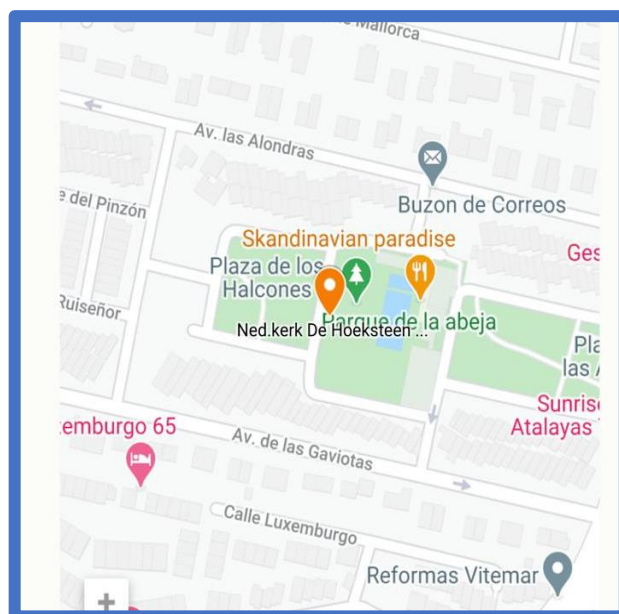 Mallorca
Av. las Alondras
e del Pinzón
Buzon de Correos
Skandinavian paradise
Ges
Plaza de los
Halcones
Ruiseñor
Parque de la abeja
Ned.kerk De Hoeksteen ...
Pla
las
Sunrise
Atalayas
emburgo 65
Av. de las Gaviotas
Calle Luxemburgo
Reformas Vitemar
+